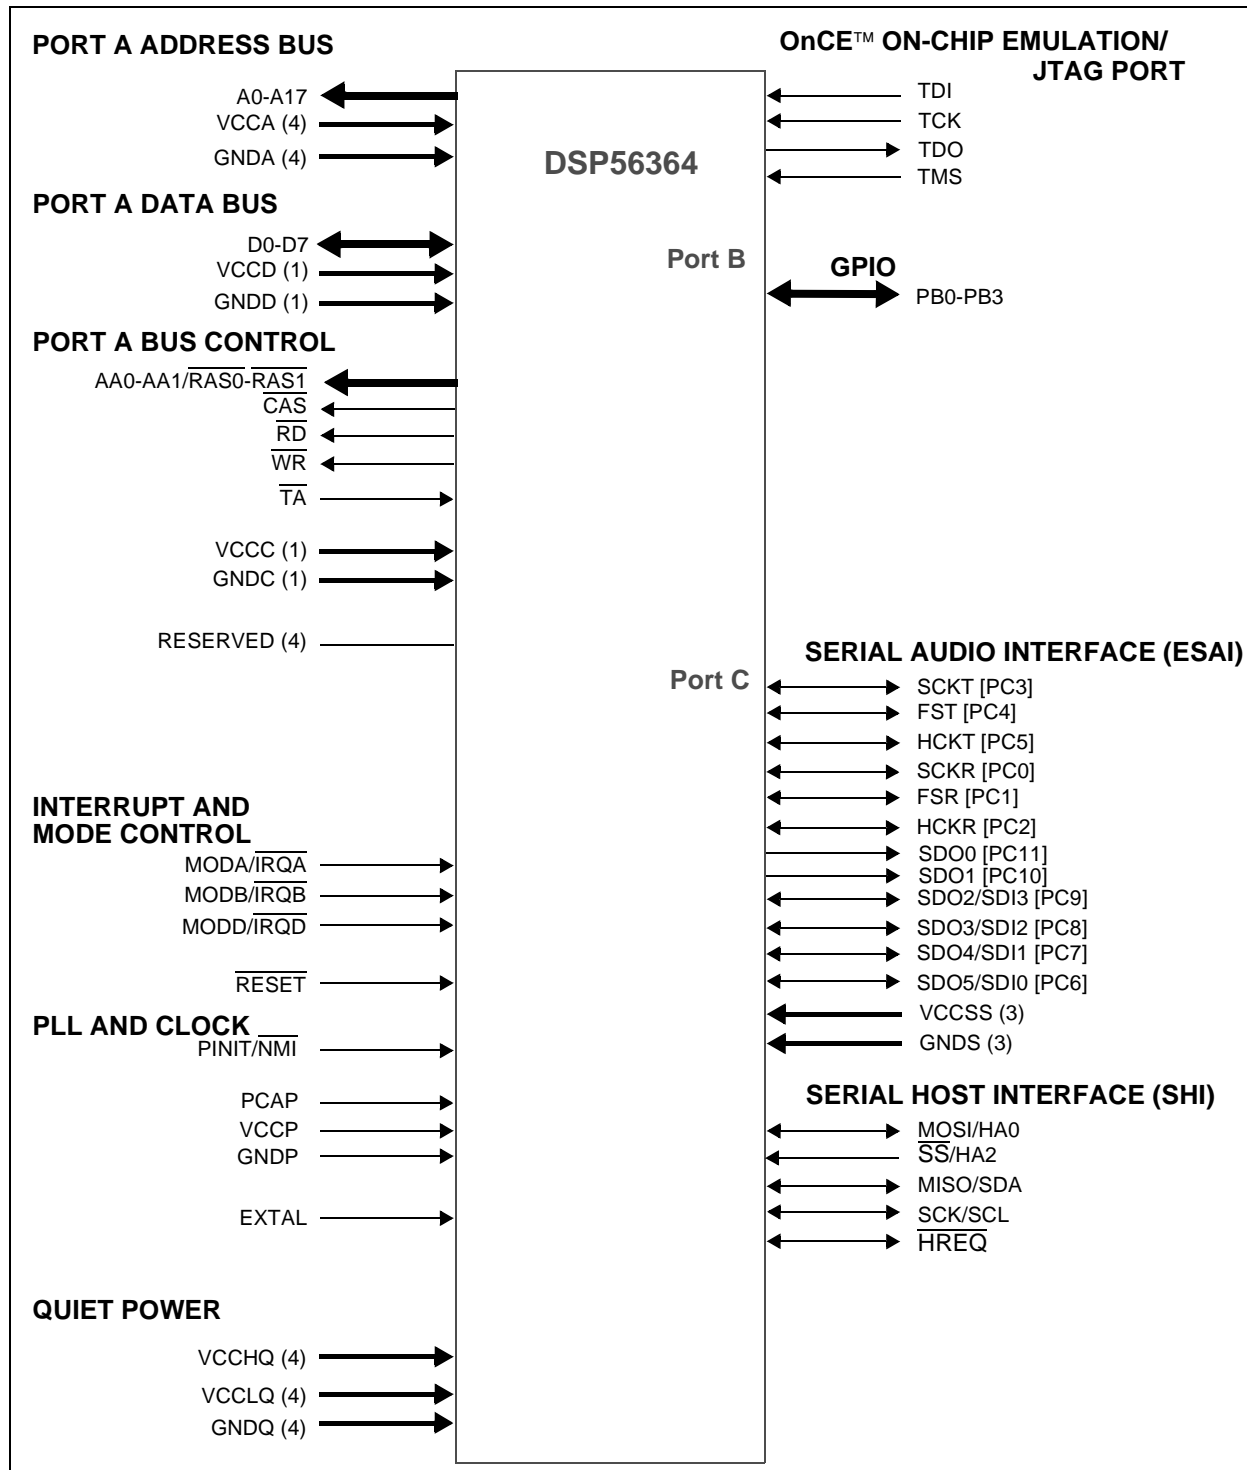 PORT A ADDRESS BUS
A0-A17
VCCA (4)
GNDA (4)
PORT A DATA BUS
D0-D7
VCCD (1)
GNDD (1)
PORT A BUS CONTROL
AA0-AA1/RAS0-RAS1
CAS
RD
WR
TA
VCCC (1)
GNDC (1)
RESERVED (4)
INTERRUPT AND
MODE CONTROL
MODA/IRQA
MODB/IRQB
MODD/IRQD
RESET
PLL AND CLOCK
PINIT/NMI
PCAP
VCCP
GNDP
EXTAL
QUIET POWER
VCCHQ (4)
VCCLQ (4)
GNDQ (4)
DSP56364
Port B
Port C
OnCE™ ON-CHIP EMULATION/
JTAG PORT
TDI
TCK
TDO
TMS
GPIO
PB0-PB3
SERIAL AUDIO INTERFACE (ESAI)
SCKT [PC3]
FST [PC4]
HCKT [PC5]
SCKR [PC0]
FSR [PC1]
HCKR [PC2]
SDO0 [PC11]
SDO1 [PC10]
SDO2/SDI3 [PC9]
SDO3/SDI2 [PC8]
SDO4/SDI1 [PC7]
SDO5/SDI0 [PC6]
VCCSS (3)
GNDS (3)
SERIAL HOST INTERFACE (SHI)
MOSI/HA0
SS/HA2
MISO/SDA
SCK/SCL
HREQ